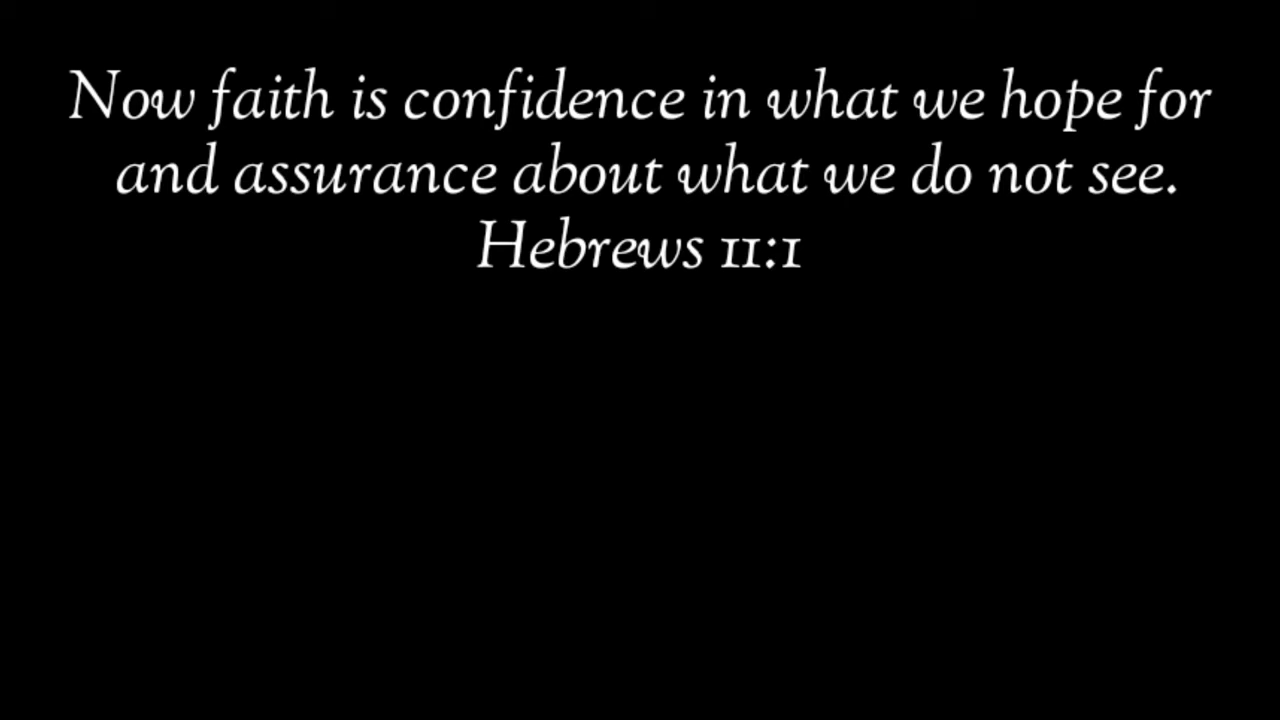 Now faith is confidence in what we hope for
and assurance about what we do not see.
Hebrews 11:1